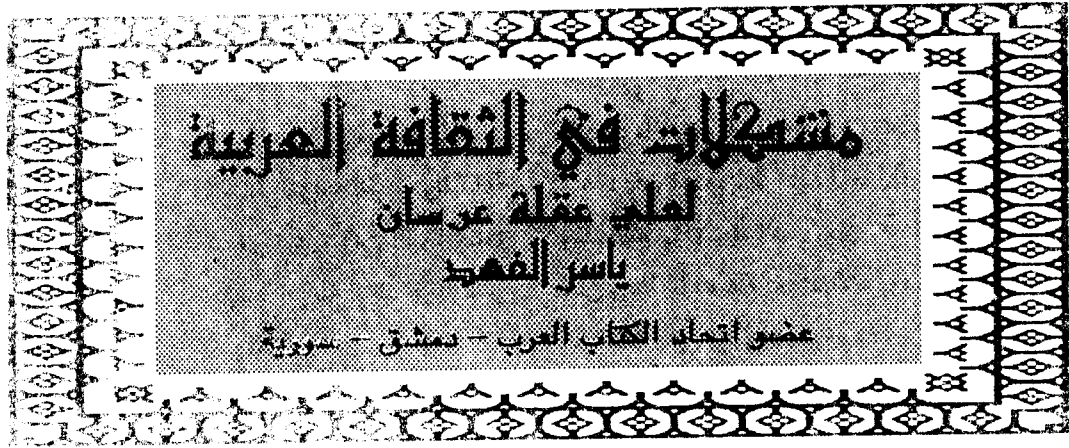 مشكلات في الثقافة العربية
لعلي عقلة عرسان
ياسر الفهد
عضو اتحاد الكتاب العرب – دمشق – سورية